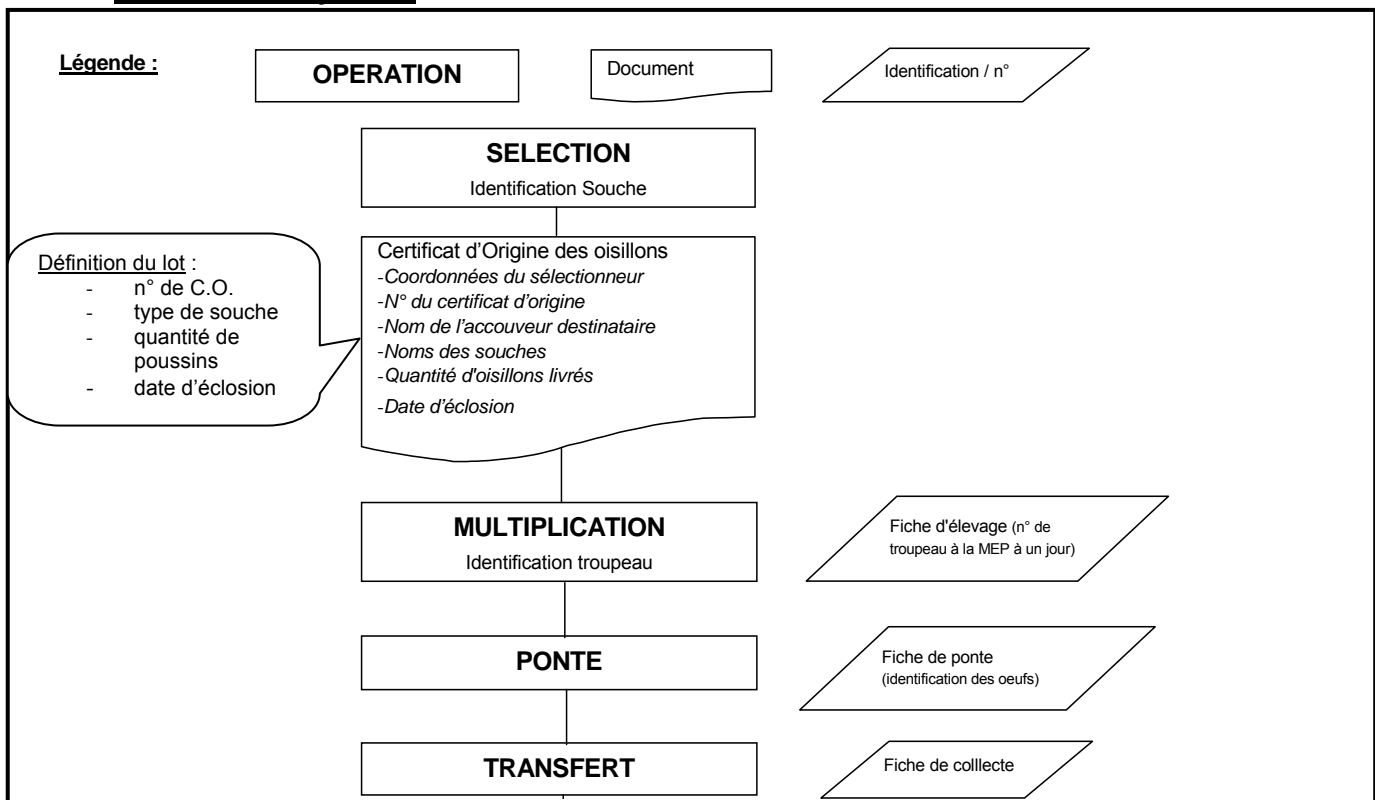 Légende :
OPERATION
Document
Identification / n°
SELECTION
Identification Souche
Définition du lot :
- n° de C.O.
- type de souche
- quantité de
poussins
- date d'éclosion
Certificat d'Origine des oisillons
-Coordonnées du sélectionneur
-N° du certificat d'origine
-Nom de l'accouveur destinataire
-Noms des souches
-Quantité d'oisillons livrés
-Date d'éclosion
MULTIPLICATION
Identification troupeau
Fiche d'élevage (n° de
troupeau à la MEP à un jour)
PONTE
Fiche de ponte
(identification des oeufs)
TRANSFERT
Fiche de colllecte